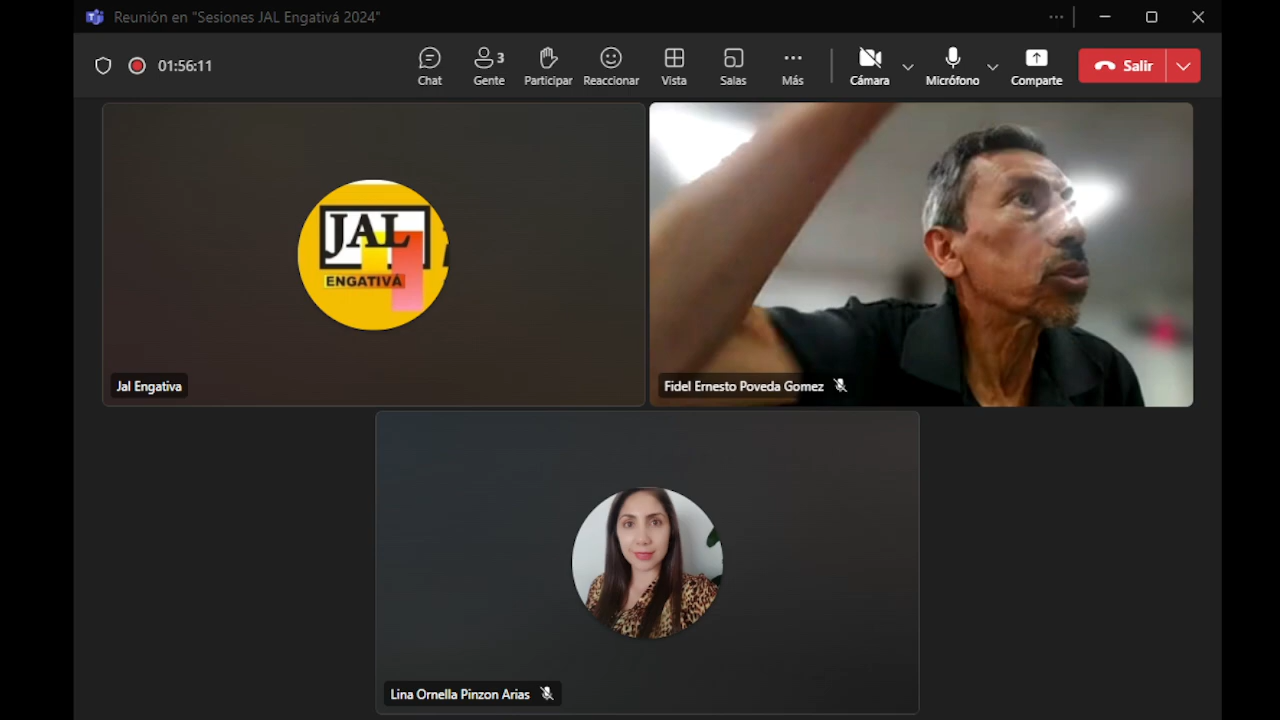 Reunión en "Sesiones JAL Engativá 2024"
01:56:11
Chat
Gente
3
Participar
Reaccionar
Vista
Salas
Más
Cámara
Micrófono
Comparte
Salir
JAL
ENGATIVÁ
Jal Engativa
Fidel Ernesto Poveda Gomez
Lina Ornella Pinzon Arias